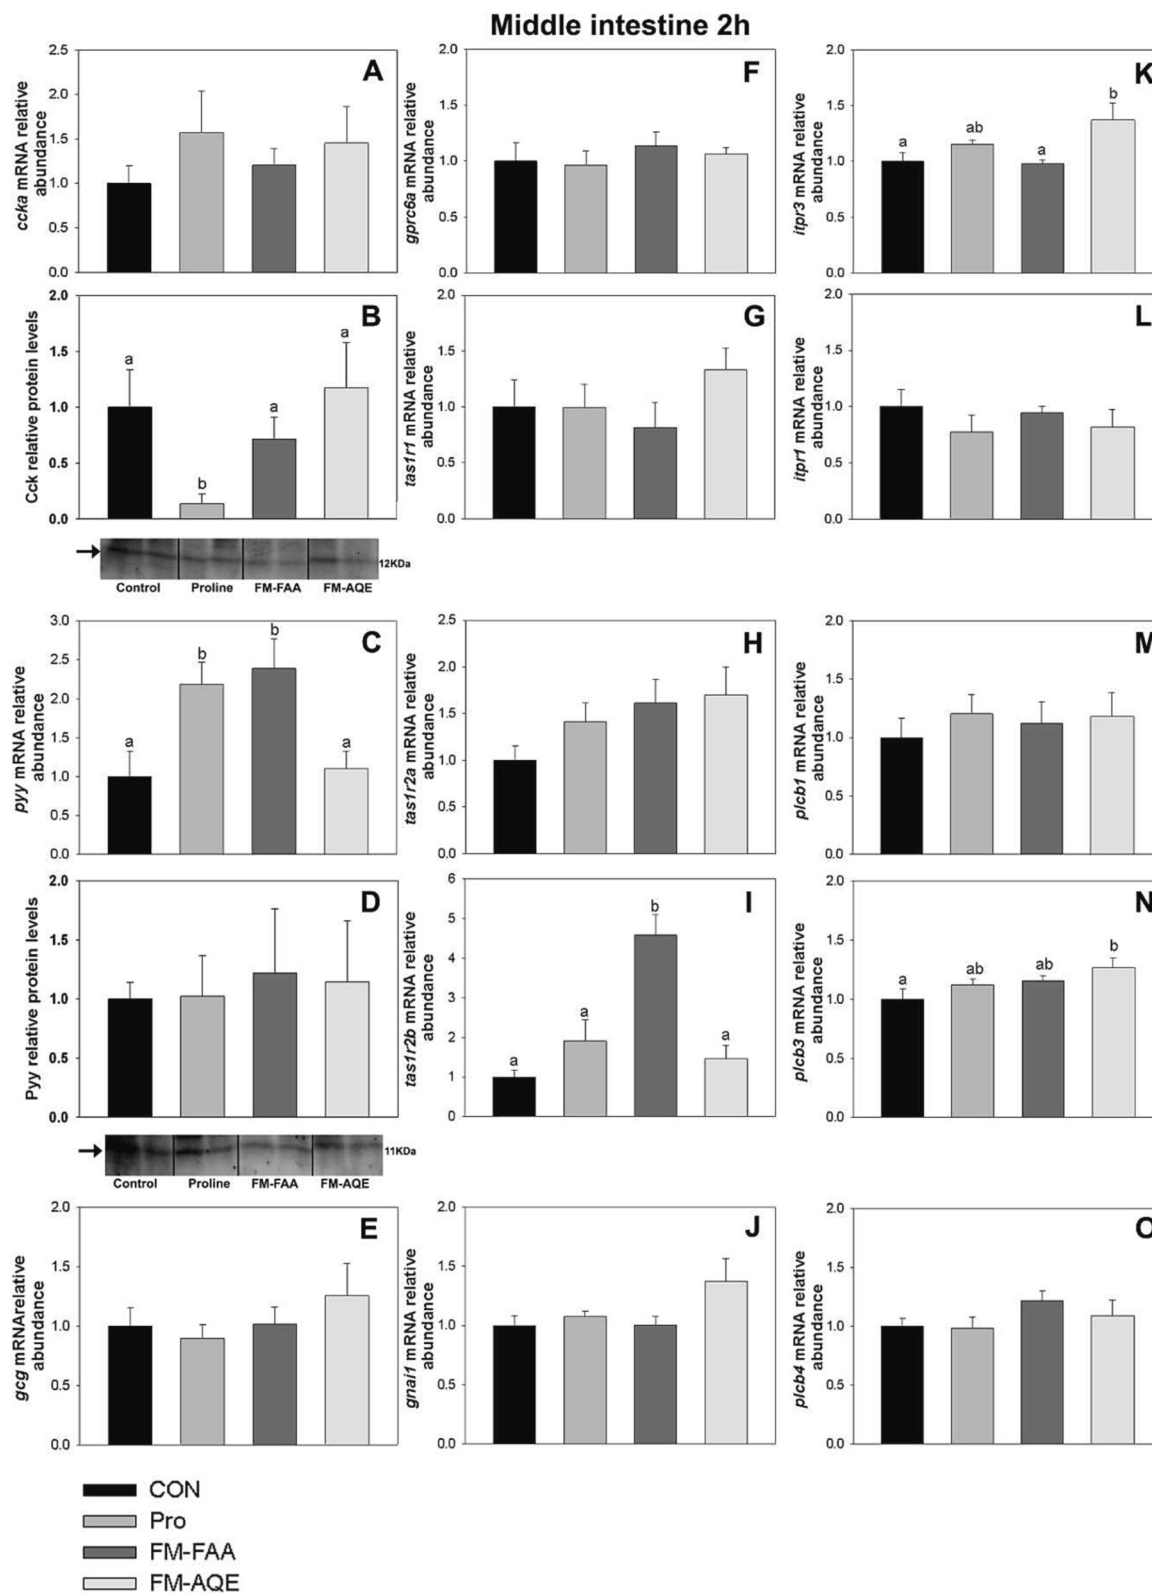 Middle intestine 2h
A
ccka mRNA relative
abundance
2.5
2.0
1.5
1.0
0.5
0.0
F
gprc6a mRNA relative
abundance
2.0
1.5
1.0
0.5
0.0
K
itpr3 mRNA relative
abundance
2.0
1.5
1.0
0.5
0.0
a
ab
a
b
B
Cck relative protein levels
2.0
1.5
1.0
0.5
0.0
a
b
a
a
12KDa
Control Proline FM-FAA FM-AQE
G
tas1r1 mRNA relative
abundance
2.0
1.5
1.0
0.5
0.0
L
itpr1 mRNA relative
abundance
2.0
1.5
1.0
0.5
0.0
C
pyy mRNA relative
abundance
3.0
2.5
2.0
1.5
1.0
0.5
0.0
a
b
b
a
H
tas1r2a mRNA relative
abundance
2.5
2.0
1.5
1.0
0.5
0.0
M
plcb1 mRNA relative
abundance
2.0
1.5
1.0
0.5
0.0
D
Pyy relative protein levels
2.0
1.5
1.0
0.5
0.0
11KDa
Control Proline FM-FAA FM-AQE
I
tas1r2b mRNA relative
abundance
6
5
4
3
2
1
0
a
a
b
a
N
plcb3 mRNA relative
abundance
2.0
1.5
1.0
0.5
0.0
a
ab
ab
b
E
gcg mRNArelative
abundance
2.0
1.5
1.0
0.5
0.0
J
gnai1 mRNA relative
abundance
2.0
1.5
1.0
0.5
0.0
O
plcb4 mRNA relative
abundance
2.0
1.5
1.0
0.5
0.0
CON
Pro
FM-FAA
FM-AQE